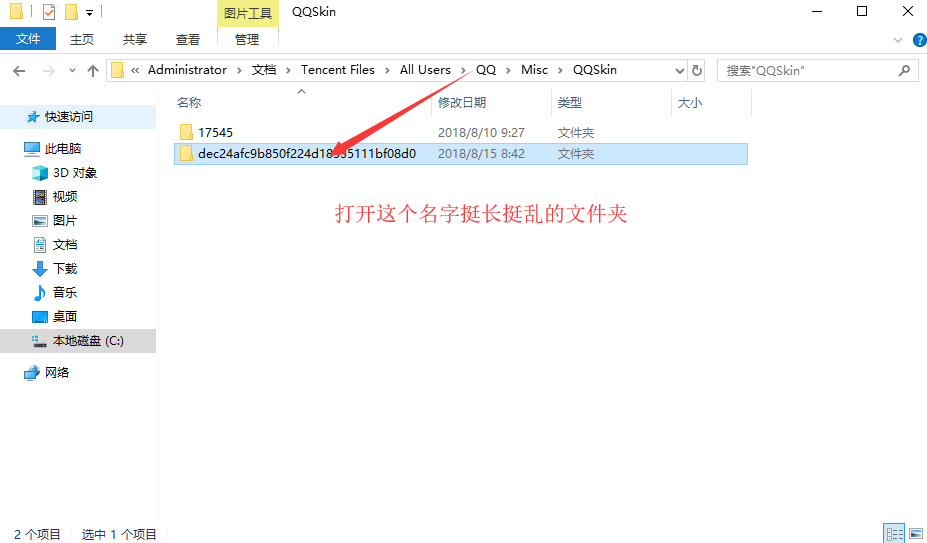 图片工具
QQSkin
文件
主页
共享
查看
管理
« Administrator › 文档 › Tencent Files › All Users › QQ › Misc › QQSkin
搜索"QQSkin"
名称
修改日期
类型
大小
快速访问
此电脑
3D 对象
视频
图片
文档
下载
音乐
桌面
本地磁盘 (C:)
网络
17545
2018/8/10 9:27
文件夹
2018/8/15 8:42
文件夹
打开这个名字挺长挺乱的文件夹
2 个项目
选中 1 个项目